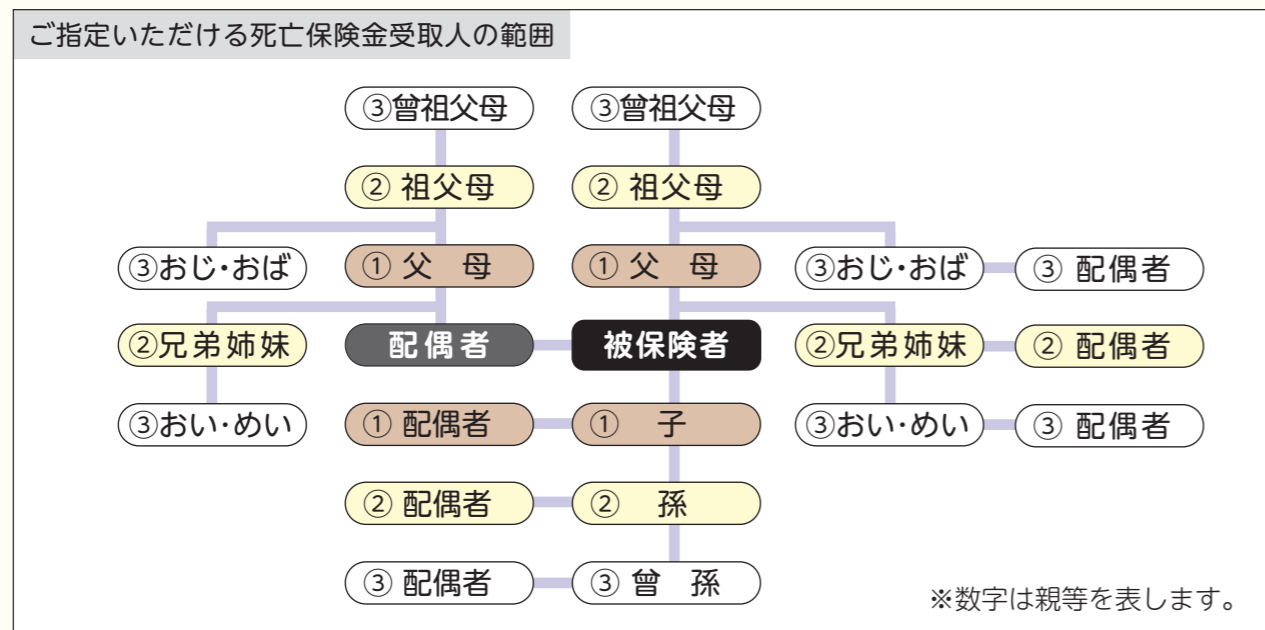 ご指定いただける死亡保険金受取人の範囲
③曾祖父母 ③曾祖父母
② 祖父母 ② 祖父母
③おじ・おば ① 父 母 ① 父 母 ③おじ・おば ③ 配偶者
②兄弟姉妹 配偶者 被保険者 ②兄弟姉妹 ② 配偶者
③おい・めい ① 配偶者 ① 子 ③おい・めい ③ 配偶者
② 配偶者 ② 孫
③ 配偶者 ③ 曾 孫
※数字は親等を表します。